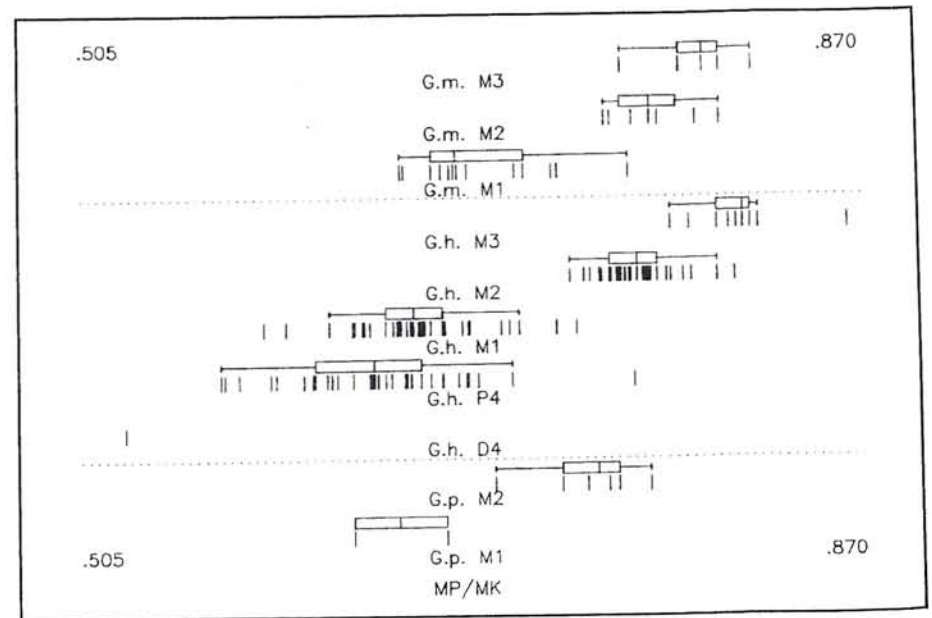 .505 .870
G.m. M3
G.m. M2
G.m. M1
G.h. M3
G.h. M2
G.h. M1
G.h. P4
G.h. D4
G.p. M2
G.p. M1
.505 .870
MP/MK